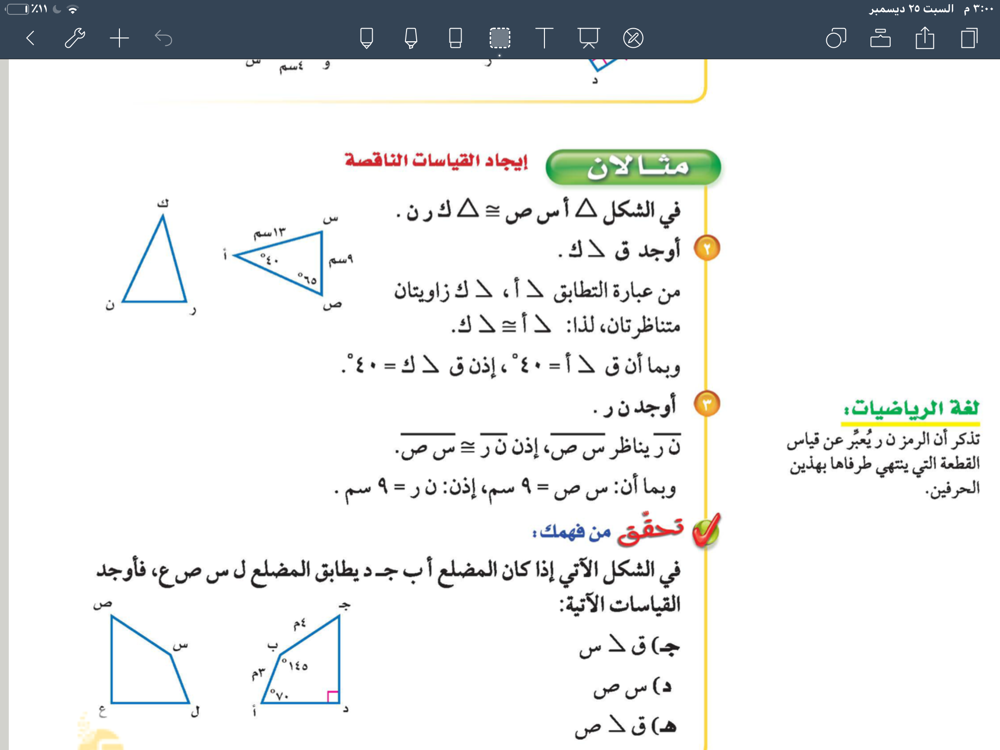 ٣:٠٠ م السبت ٢٥ ديسمبر
٪١١
د
ر
و
٤سم
س
مثالان
إيجاد القياسات الناقصة
في الشكل △ أ س ص ≅ △ ك ر ن .
٢ أوجد ق ∠ ك .
من عبارة التطابق ∠ أ ، ∠ ك زاويتان
متناظرتان، لذا: ∠ أ ≅ ∠ ك.
وبما أن ق ∠ أ = ٤٠°، إذن ق ∠ ك = ٤٠°.
س
١٣سم
أ
٤٠°
٩سم
٦٥°
ص
ك
ن
ر
٣ أوجد ن ر .
ن ر يناظر س ص، إذن ن ر ≅ س ص.
وبما أن: س ص = ٩ سم، إذن: ن ر = ٩ سم .
لغة الرياضيات:
تذكر أن الرمز ن ر يُعبِّر عن قياس
القطعة التي ينتهي طرفاها بهذين
الحرفين.
تحقّق من فهمك:
في الشكل الآتي إذا كان المضلع أ ب جـ د يطابق المضلع ل س ص ع، فأوجد
القياسات الآتية:
جـ) ق ∠ س
د) س ص
هـ) ق ∠ ص
جـ
٤م
ب
١٤٥°
٣م
٧٠°
أ
د
ص
س
ع
ل